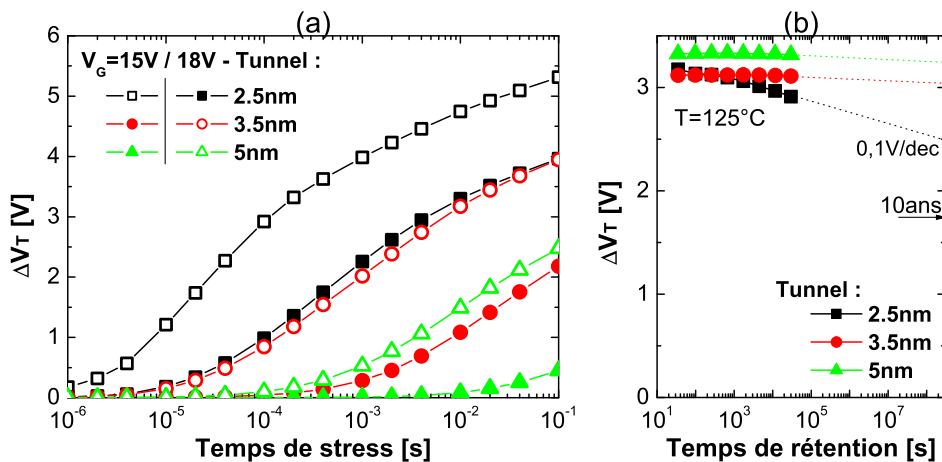 (a)
V_G=15V / 18V - Tunnel :
2.5nm
3.5nm
5nm
6
5
4
3
2
1
0
10^-6 10^-5 10^-4 10^-3 10^-2 10^-1
ΔV_T [V]
Temps de stress [s]
(b)
T=125°C
0,1V/dec
10ans
Tunnel :
2.5nm
3.5nm
5nm
3
2
1
0
10^1 10^3 10^5 10^7
ΔV_T [V]
Temps de rétention [s]